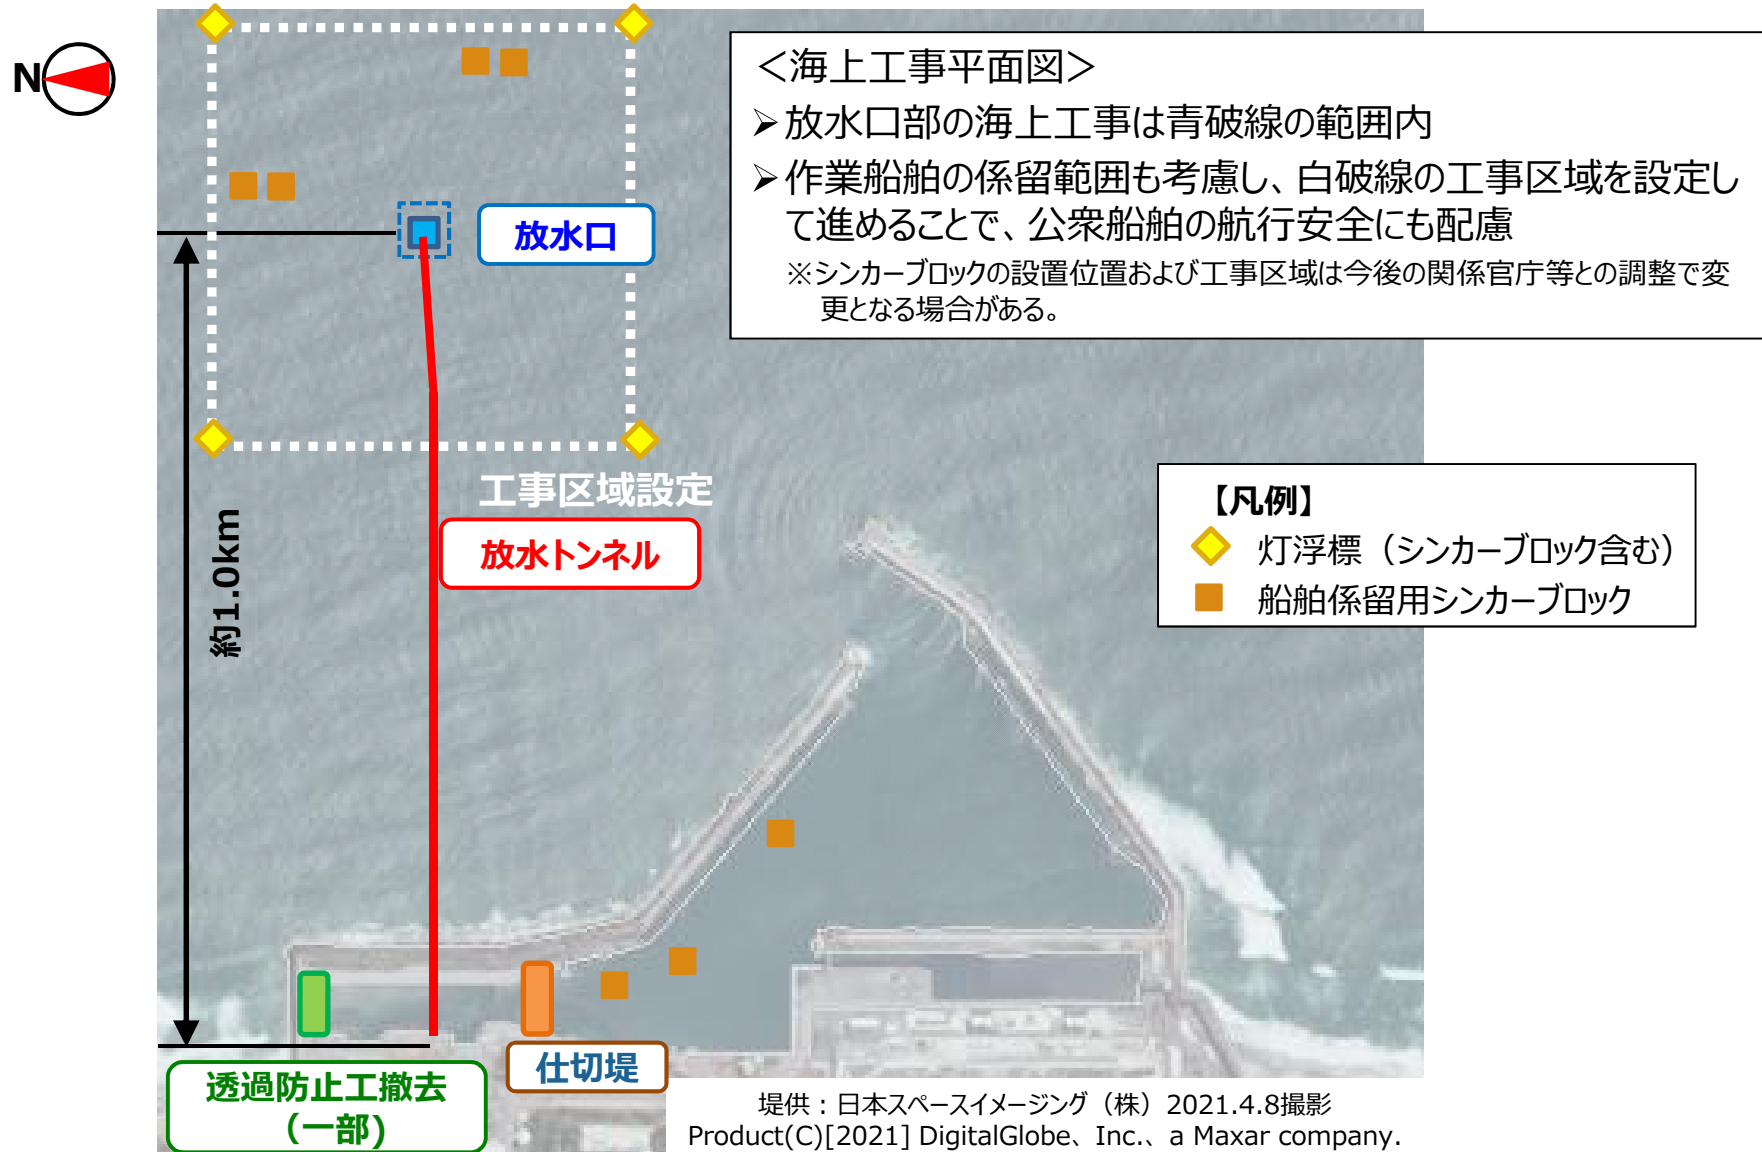 N
＜海上工事平面図＞
➢放水口部の海上工事は青破線の範囲内
➢作業船舶の係留範囲も考慮し、白破線の工事区域を設定し
て進めることで、公衆船舶の航行安全にも配慮
※シンカーブロックの設置位置および工事区域は今後の関係官庁等との調整で変
更となる場合がある。
放水口
工事区域設定
放水トンネル
約1.0km
【凡例】
灯浮標（シンカーブロック含む）
船舶係留用シンカーブロック
仕切堤
透過防止工撤去
（一部)
提供：日本スペースイメージング（株）2021.4.8撮影
Product(C)[2021] DigitalGlobe、Inc.、a Maxar company.